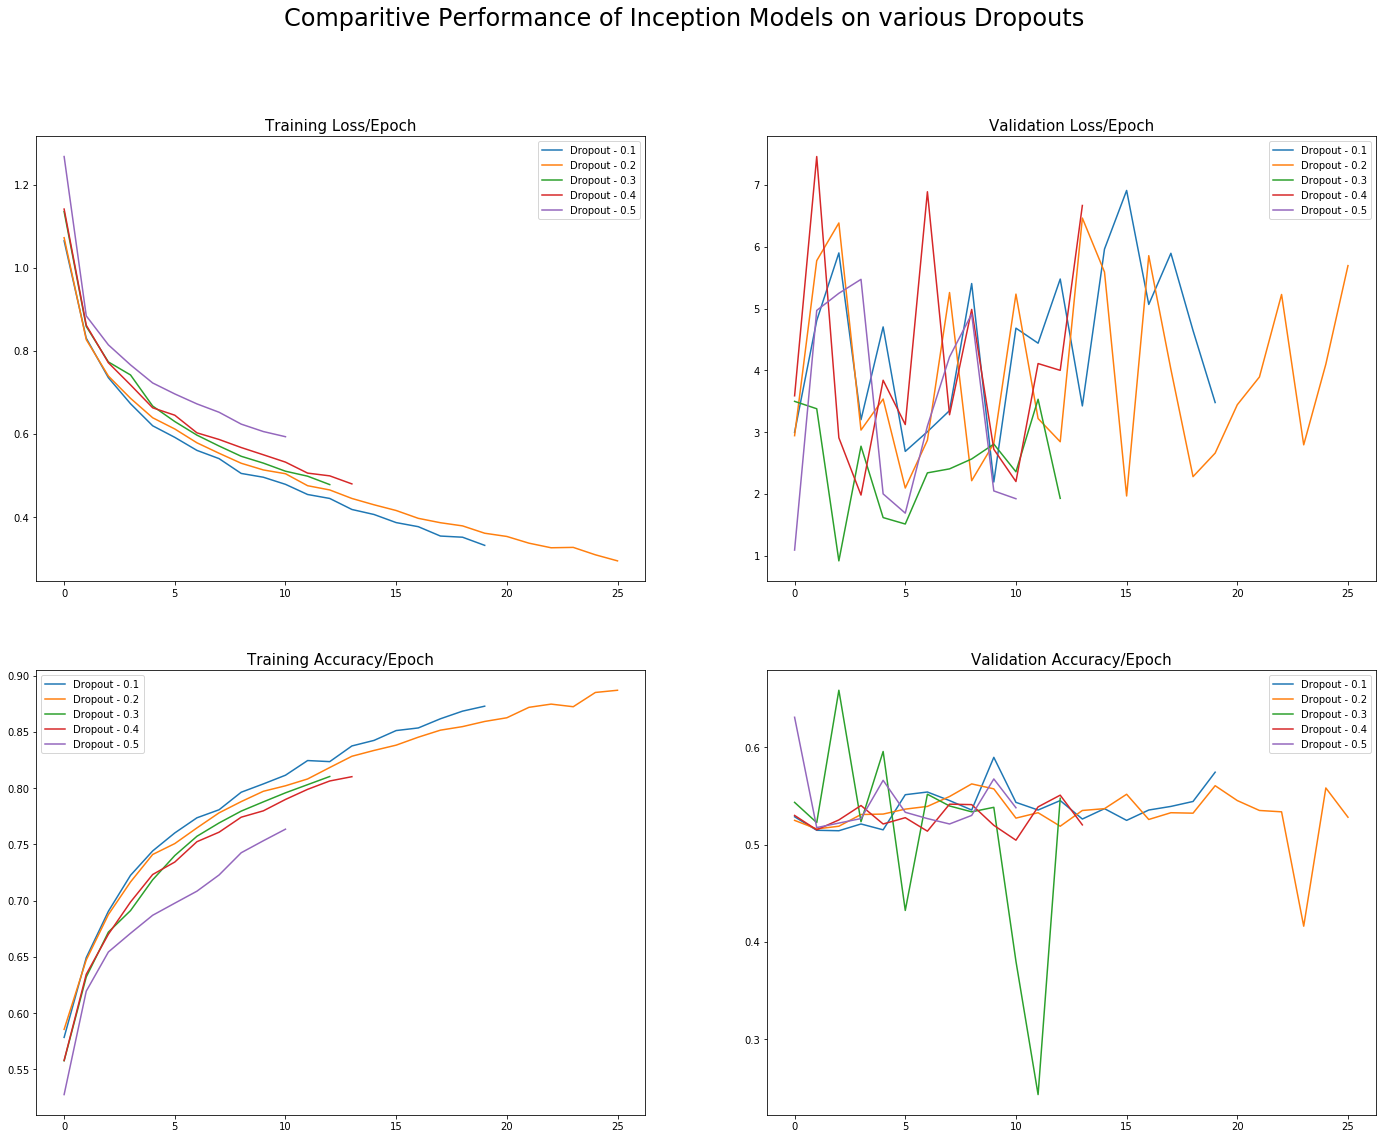 Comparitive Performance of Inception Models on various Dropouts
Training Loss/Epoch
Dropout - 0.1
Dropout - 0.2
Dropout - 0.3
Dropout - 0.4
Dropout - 0.5
1.2
1.0
0.8
0.6
0.4
0 5 10 15 20 25
Validation Loss/Epoch
Dropout - 0.1
Dropout - 0.2
Dropout - 0.3
Dropout - 0.4
Dropout - 0.5
7
6
5
4
3
2
1
0 5 10 15 20 25
Training Accuracy/Epoch
Dropout - 0.1
Dropout - 0.2
Dropout - 0.3
Dropout - 0.4
Dropout - 0.5
0.90
0.85
0.80
0.75
0.70
0.65
0.60
0.55
0 5 10 15 20 25
Validation Accuracy/Epoch
Dropout - 0.1
Dropout - 0.2
Dropout - 0.3
Dropout - 0.4
Dropout - 0.5
0.6
0.5
0.4
0.3
0 5 10 15 20 25